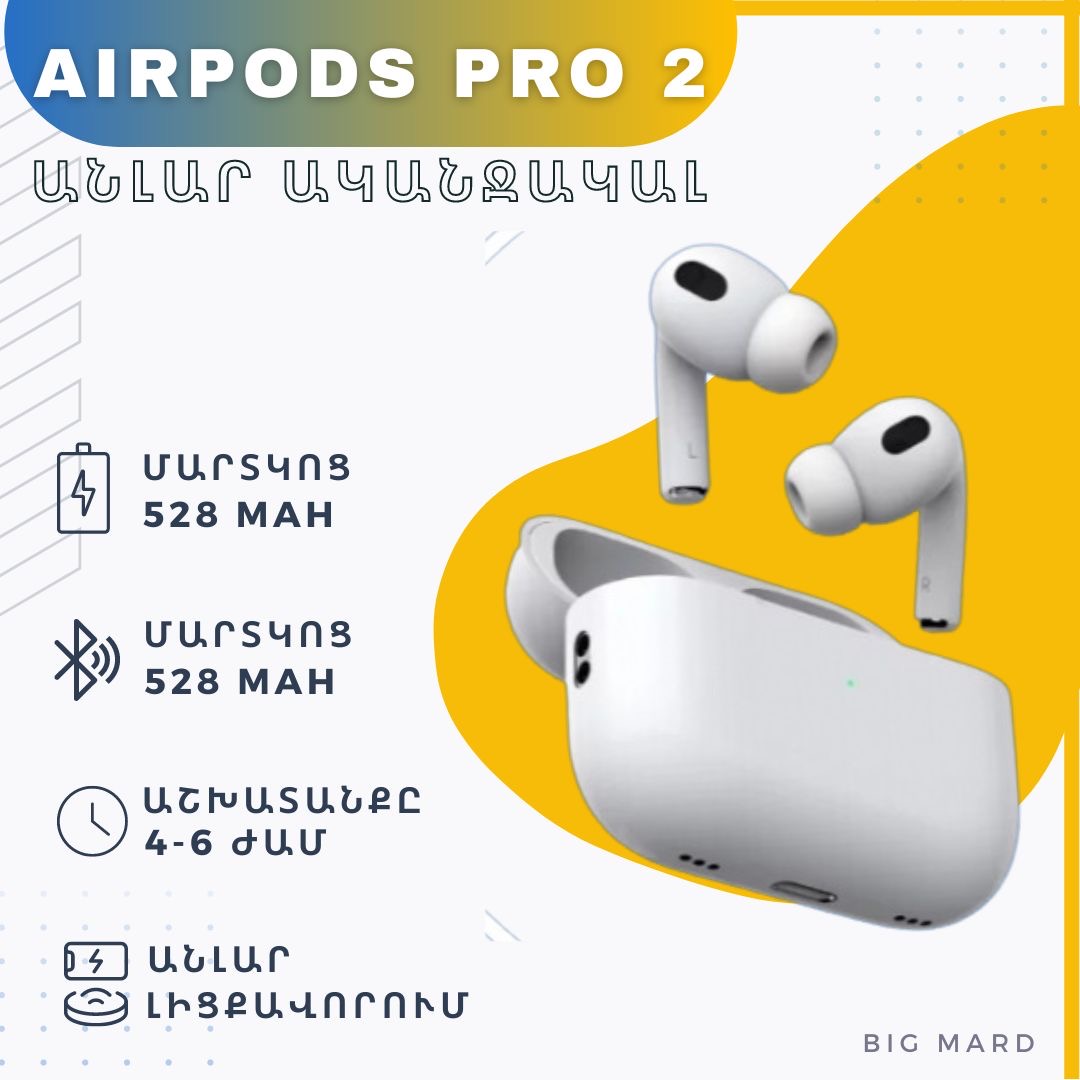 AIRPODS PRO 2
ԱՆԼԱՐ ԱԿԱՆՋԱԿԱԼ
L
R
ՄԱՐՏԿՈՑ
528 MAH
ՄԱՐՏԿՈՑ
528 MAH
ԱՇԽԱՏԱՆՔԸ
4-6 ԺԱՄ
ԱՆԼԱՐ
ԼԻՑՔԱՎՈՐՈՒՄ
BIG MARD